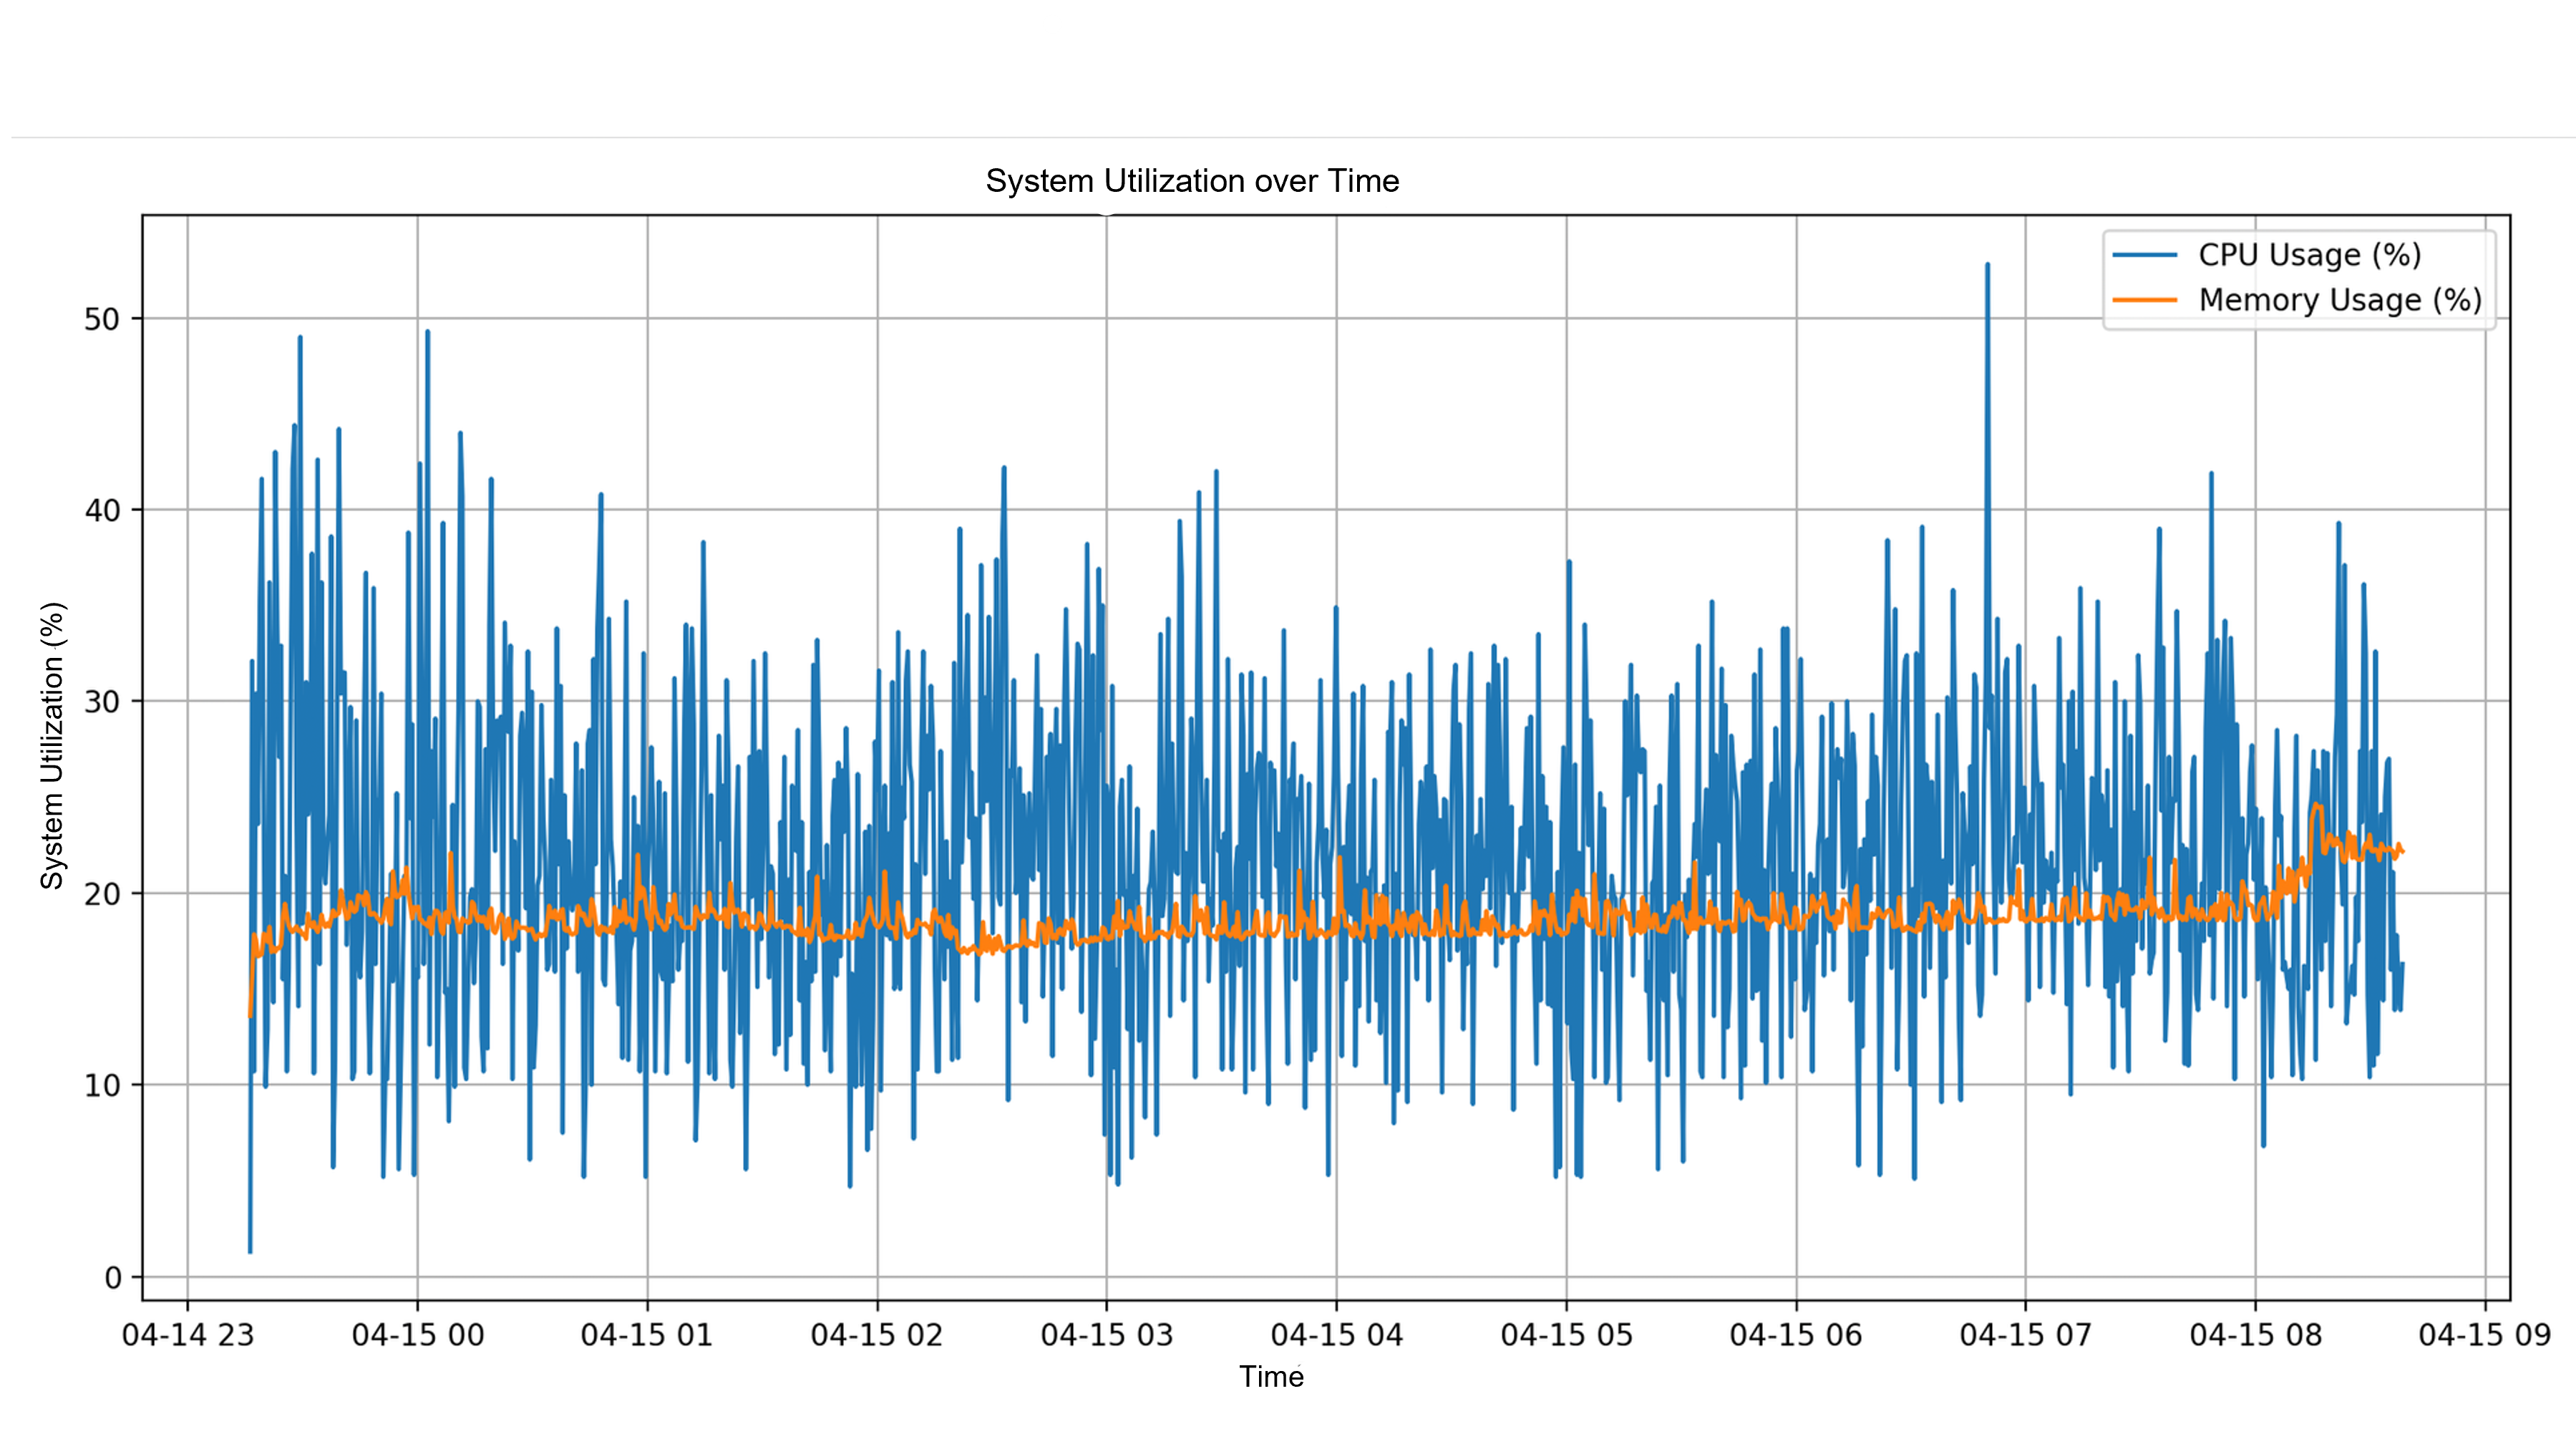 System Utilization over Time
CPU Usage (%)
Memory Usage (%)
System Utilization (%)
50
40
30
20
10
0
04-14 23 04-15 00 04-15 01 04-15 02 04-15 03 04-15 04 04-15 05 04-15 06 04-15 07 04-15 08 04-15 09
Time